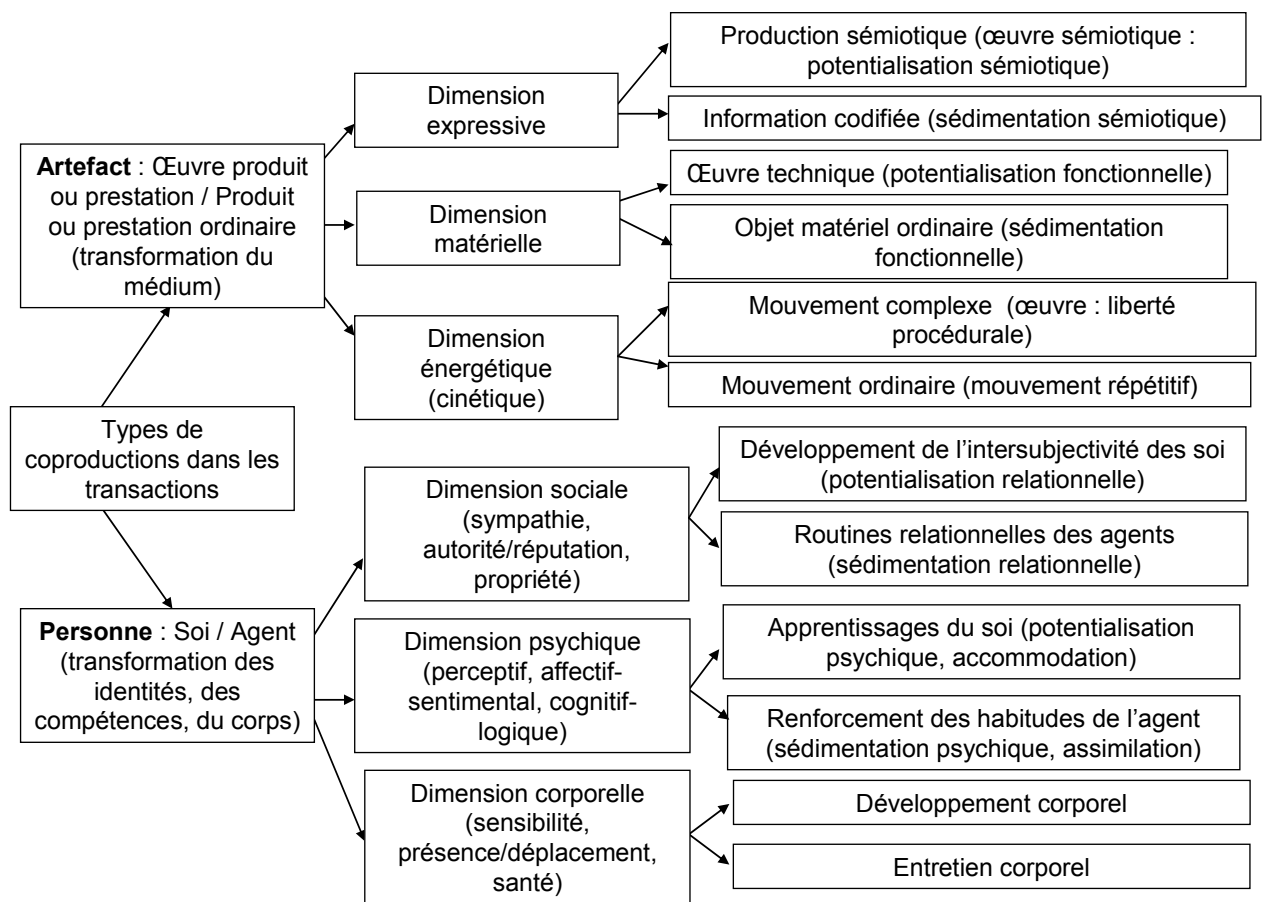 Production sémiotique (œuvre sémiotique :
potentialisation sémiotique)
Dimension
expressive
Information codifiée (sédimentation sémiotique)
Artefact : Œuvre produit
ou prestation / Produit
ou prestation ordinaire
(transformation du
médium)
Œuvre technique (potentialisation fonctionnelle)
Dimension
matérielle
Objet matériel ordinaire (sédimentation
fonctionnelle)
Mouvement complexe (œuvre : liberté
procédurale)
Dimension
énergétique
(cinétique)
Mouvement ordinaire (mouvement répétitif)
Types de
coproductions dans les
transactions
Développement de l’intersubjectivité des soi
(potentialisation relationnelle)
Dimension sociale
(sympathie,
autorité/réputation,
propriété)
Routines relationnelles des agents
(sédimentation relationnelle)
Personne : Soi / Agent
(transformation des
identités, des
compétences, du corps)
Dimension psychique
(perceptif, affectif-
sentimental, cognitif-
logique)
Apprentissages du soi (potentialisation
psychique, accommodation)
Renforcement des habitudes de l’agent
(sédimentation psychique, assimilation)
Dimension corporelle
(sensibilité,
présence/déplacement,
santé)
Développement corporel
Entretien corporel